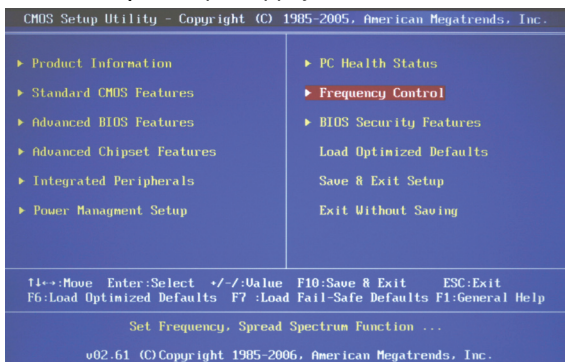 CMOS Setup Utility - Copyright (C) 1985-2005, American Megatrends, Inc.
▸ Product Information
▸ Standard CMOS Features
▸ Advanced BIOS Features
▸ Advanced Chipset Features
▸ Integrated Peripherals
▸ Power Managment Setup
▸ PC Health Status
▸ Frequency Control
▸ BIOS Security Features
Load Optimized Defaults
Save & Exit Setup
Exit Without Saving
↑↓←→:Move Enter:Select +/-/:Value F10:Save & Exit ESC:Exit
F6:Load Optimized Defaults F7 :Load Fail-Safe Defaults F1:General Help
Set Frequency, Spread Spectrum Function ...
v02.61 (C)Copyright 1985-2006, American Megatrends, Inc.